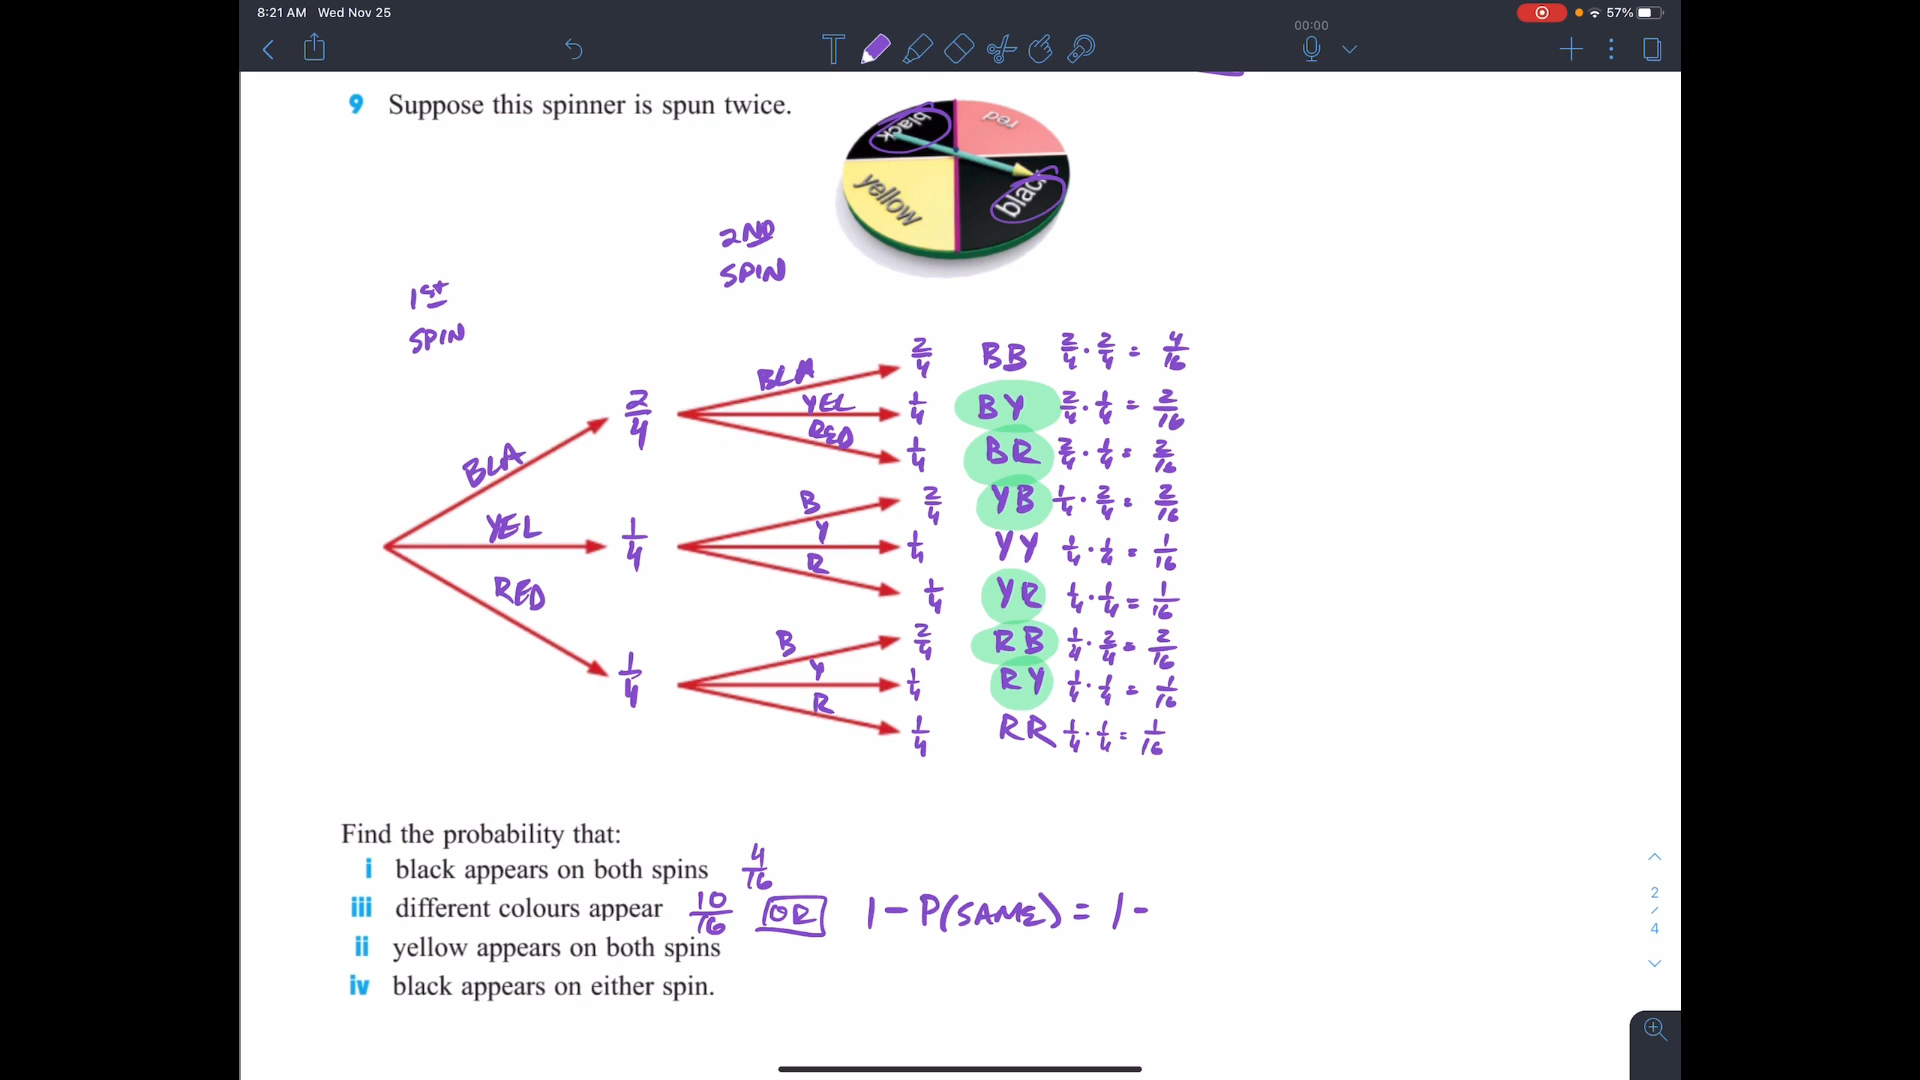 8:21 AM Wed Nov 25
57%
00:00
9 Suppose this spinner is spun twice.
black
red
yellow
black
2ND
SPIN
1st
SPIN
BLA 2/4 BB 2/4 · 2/4 = 4/16
YEL 1/4 BY 2/4 · 1/4 = 2/16
RED 1/4 BR 2/4 · 1/4 = 2/16
BLA 2/4
B 2/4 YB 1/4 · 2/4 = 2/16
YEL 1/4
Y 1/4 YY 1/4 · 1/4 = 1/16
R 1/4 YR 1/4 · 1/4 = 1/16
RED 1/4
B 2/4 RB 1/4 · 2/4 = 2/16
Y 1/4 RY 1/4 · 1/4 = 1/16
R 1/4 RR 1/4 · 1/4 = 1/16
Find the probability that:
i black appears on both spins 4/16
iii different colours appear 10/16 OR 1 - P(SAME) = 1 -
ii yellow appears on both spins
iv black appears on either spin.
2
/
4